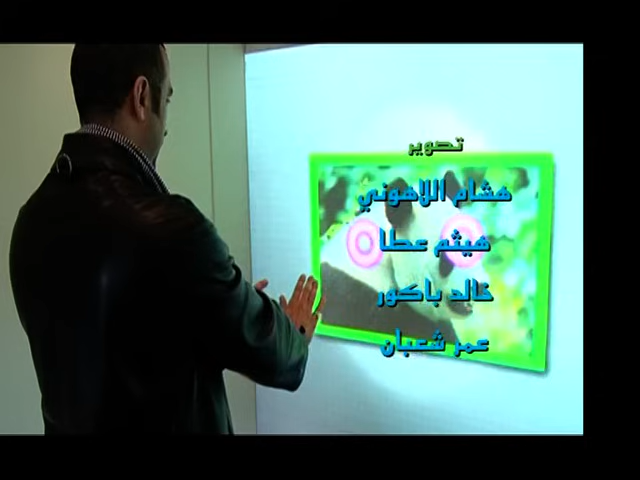 تصوير
هشام اللاهوني
هيثم عطا
خالد باكور
عمر شعبان